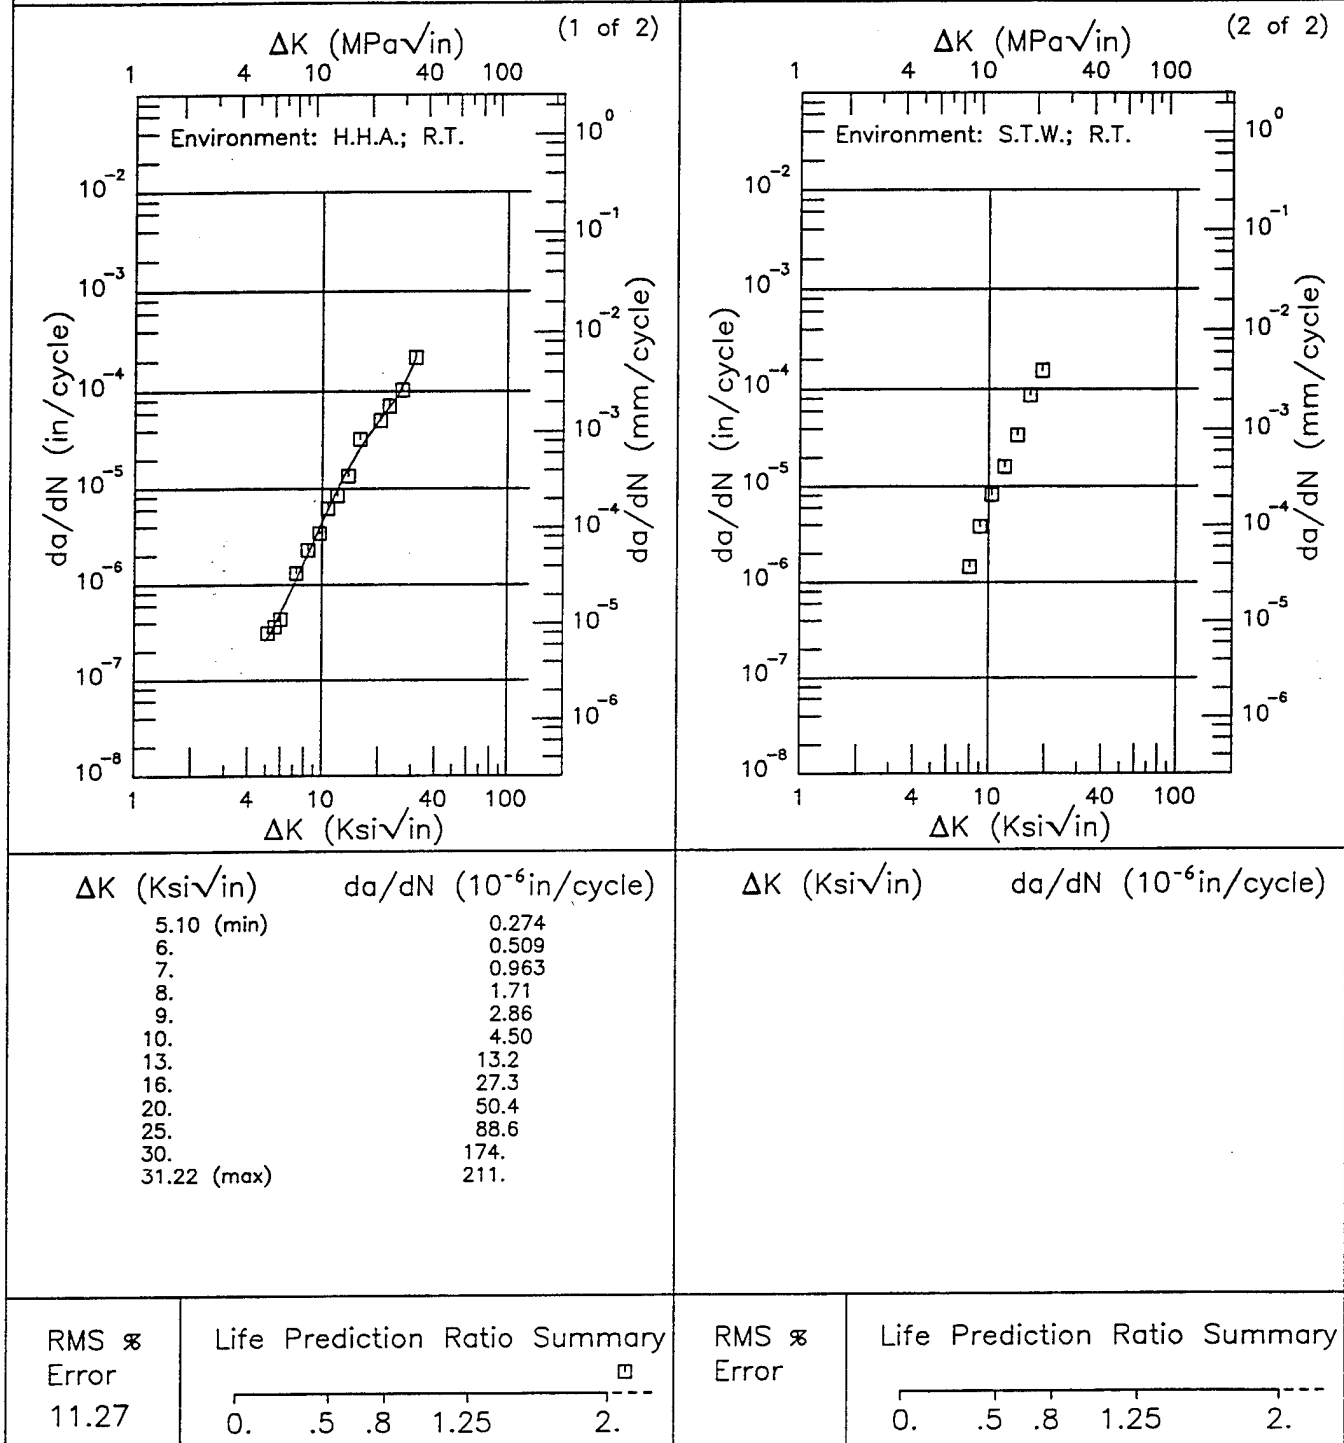 (1 of 2)
ΔK (MPa√in)
1 4 10 40 100
Environment: H.H.A.; R.T.
da/dN (in/cycle)
10⁻²
10⁻³
10⁻⁴
10⁻⁵
10⁻⁶
10⁻⁷
10⁻⁸
10⁰
10⁻¹
10⁻²
10⁻³
10⁻⁴
10⁻⁵
10⁻⁶
da/dN (mm/cycle)
1 4 10 40 100
ΔK (Ksi√in)
(2 of 2)
ΔK (MPa√in)
1 4 10 40 100
Environment: S.T.W.; R.T.
da/dN (in/cycle)
10⁻²
10⁻³
10⁻⁴
10⁻⁵
10⁻⁶
10⁻⁷
10⁻⁸
10⁰
10⁻¹
10⁻²
10⁻³
10⁻⁴
10⁻⁵
10⁻⁶
da/dN (mm/cycle)
1 4 10 40 100
ΔK (Ksi√in)
ΔK (Ksi√in) da/dN (10⁻⁶in/cycle)
5.10 (min) 0.274
6. 0.509
7. 0.963
8. 1.71
9. 2.86
10. 4.50
13. 13.2
16. 27.3
20. 50.4
25. 88.6
30. 174.
31.22 (max) 211.
ΔK (Ksi√in) da/dN (10⁻⁶in/cycle)
RMS %
Error
11.27
Life Prediction Ratio Summary
0. .5 .8 1.25 2.
RMS %
Error
Life Prediction Ratio Summary
0. .5 .8 1.25 2.